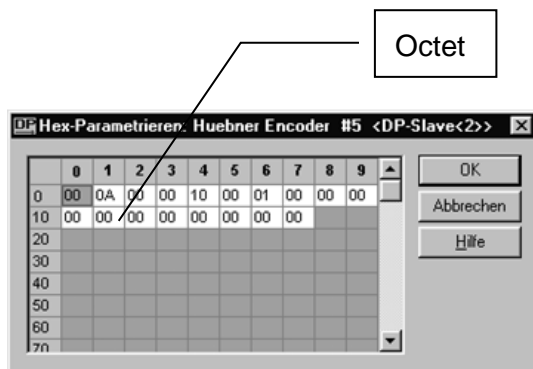 Octet
DP Hex-Parametrieren: Huebner Encoder #5 <DP-Slave<2>>
0 1 2 3 4 5 6 7 8 9
0 00 0A 00 00 10 00 01 00 00 00
10 00 00 00 00 00 00 00 00
20
30
40
50
60
70
OK
Abbrechen
Hilfe